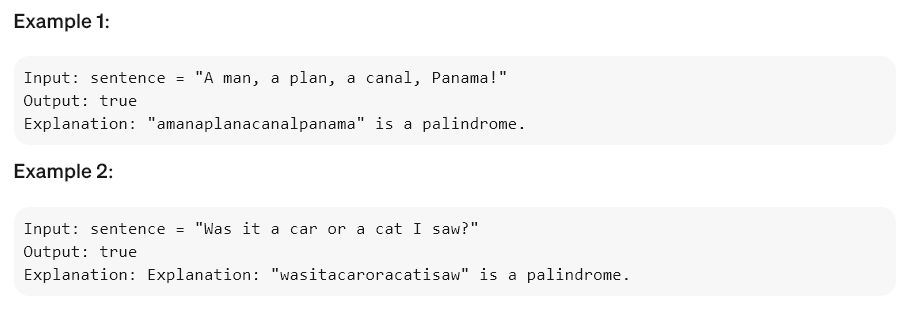 Example 1:
Input: sentence = "A man, a plan, a canal, Panama!"
Output: true
Explanation: "amanaplanacanalpanama" is a palindrome.
Example 2:
Input: sentence = "Was it a car or a cat I saw?"
Output: true
Explanation: Explanation: "wasitacaroracatisaw" is a palindrome.